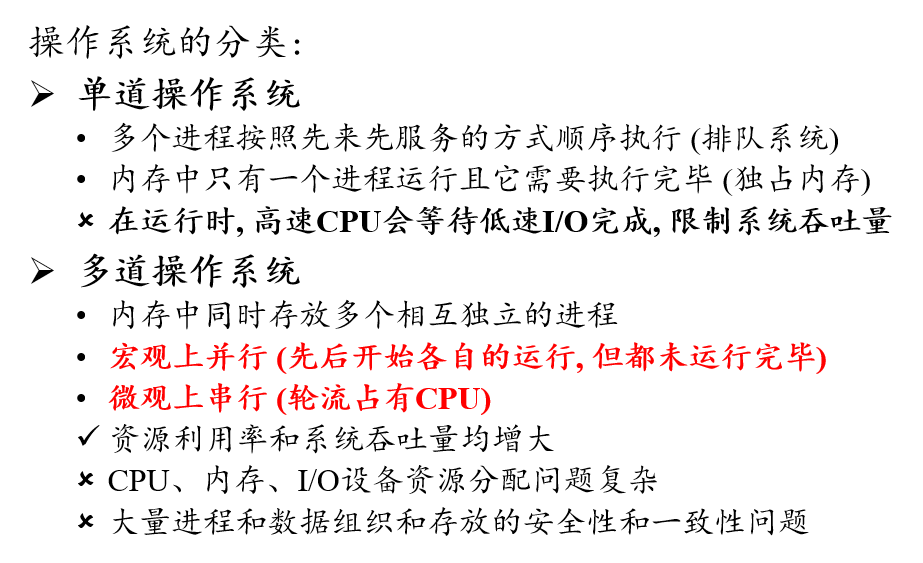 操作系统的分类:
➢ 单道操作系统
• 多个进程按照先来先服务的方式顺序执行 (排队系统)
• 内存中只有一个进程运行且它需要执行完毕 (独占内存)
× 在运行时, 高速CPU会等待低速I/O完成, 限制系统吞吐量
➢ 多道操作系统
• 内存中同时存放多个相互独立的进程
• 宏观上并行 (先后开始各自的运行, 但都未运行完毕)
• 微观上串行 (轮流占有CPU)
✓ 资源利用率和系统吞吐量均增大
× CPU、内存、I/O设备资源分配问题复杂
× 大量进程和数据组织和存放的安全性和一致性问题